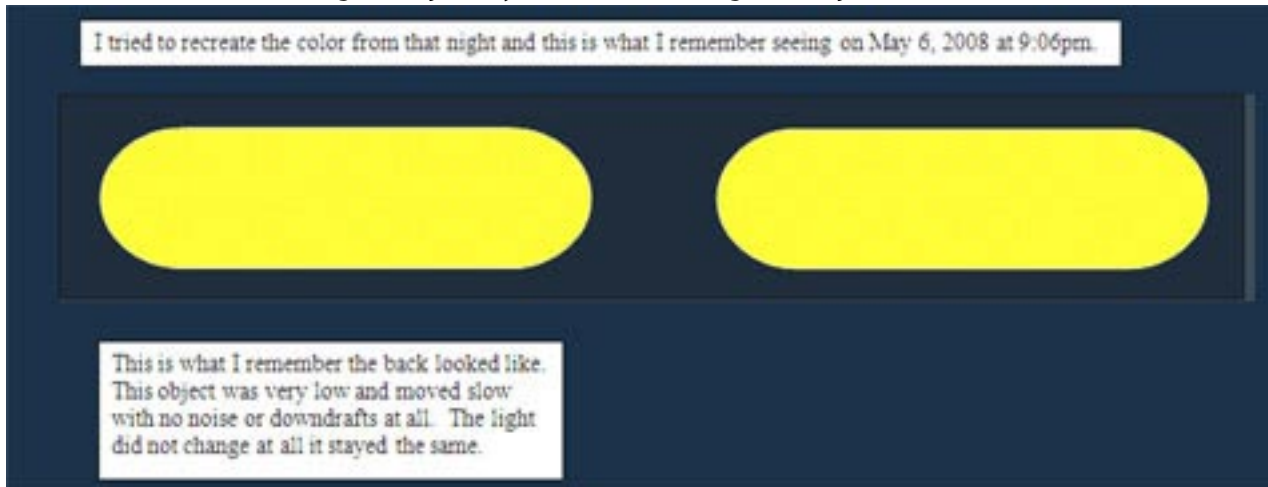 I tried to recreate the color from that night and this is what I remember seeing on May 6, 2008 at 9:06pm.
This is what I remember the back looked like.
This object was very low and moved slow
with no noise or downdrafts at all.  The light
did not change at all it stayed the same.